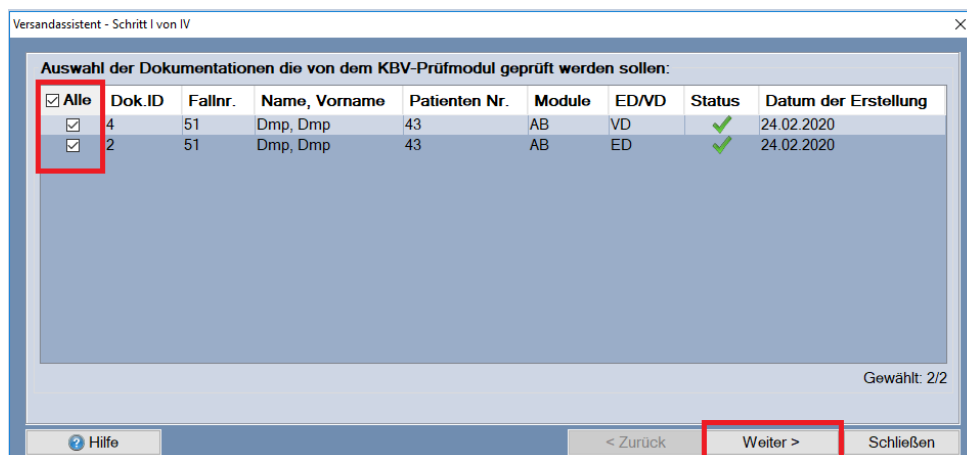 Versandassistent - Schritt I von IV
Auswahl der Dokumentationen die von dem KBV-Prüfmodul geprüft werden sollen:
Alle Dok.ID Fallnr. Name, Vorname Patienten Nr. Module ED/VD Status Datum der Erstellung
4 51 Dmp, Dmp 43 AB VD 24.02.2020
2 51 Dmp, Dmp 43 AB ED 24.02.2020
Gewählt: 2/2
Hilfe < Zurück Weiter > Schließen